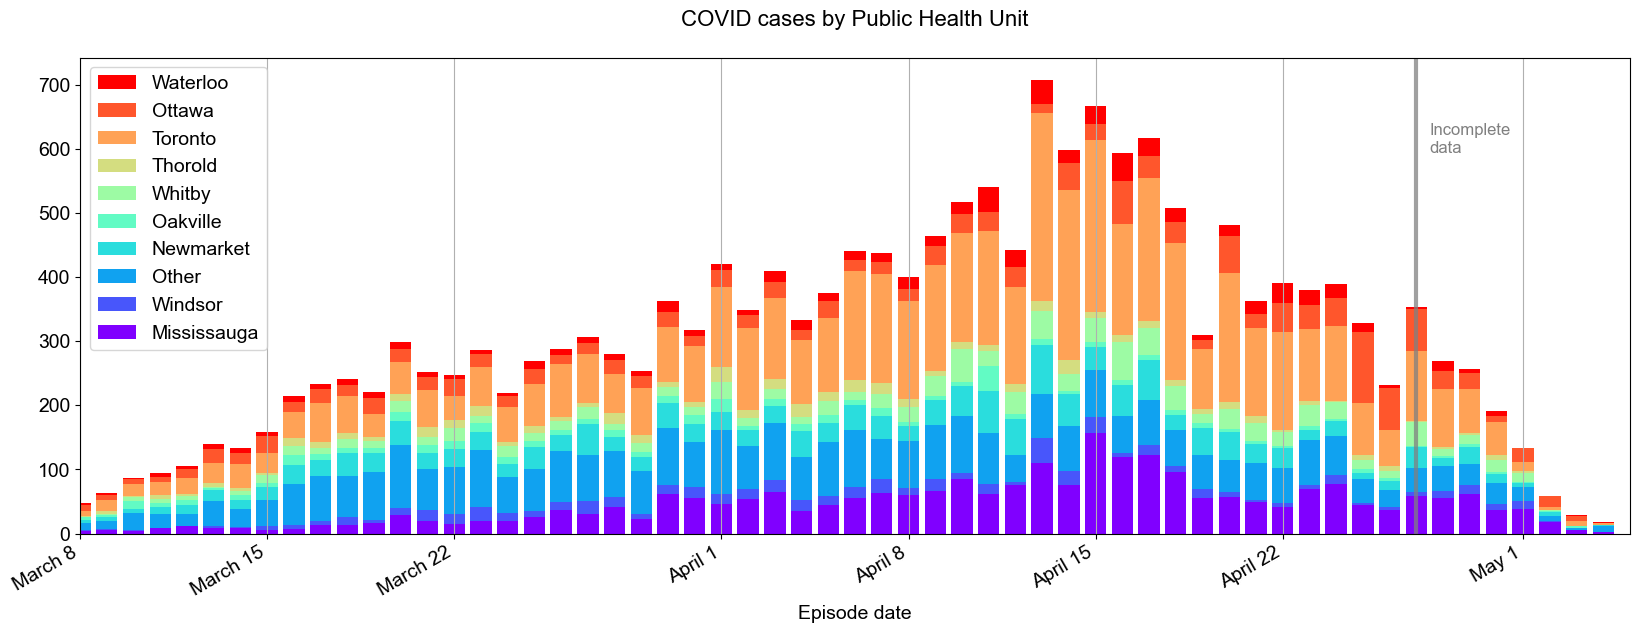 COVID cases by Public Health Unit
700
600
500
400
300
200
100
0
Waterloo
Ottawa
Toronto
Thorold
Whitby
Oakville
Newmarket
Other
Windsor
Mississauga
Incomplete
data
March 8
March 15
March 22
April 1
April 8
April 15
April 22
May 1
Episode date